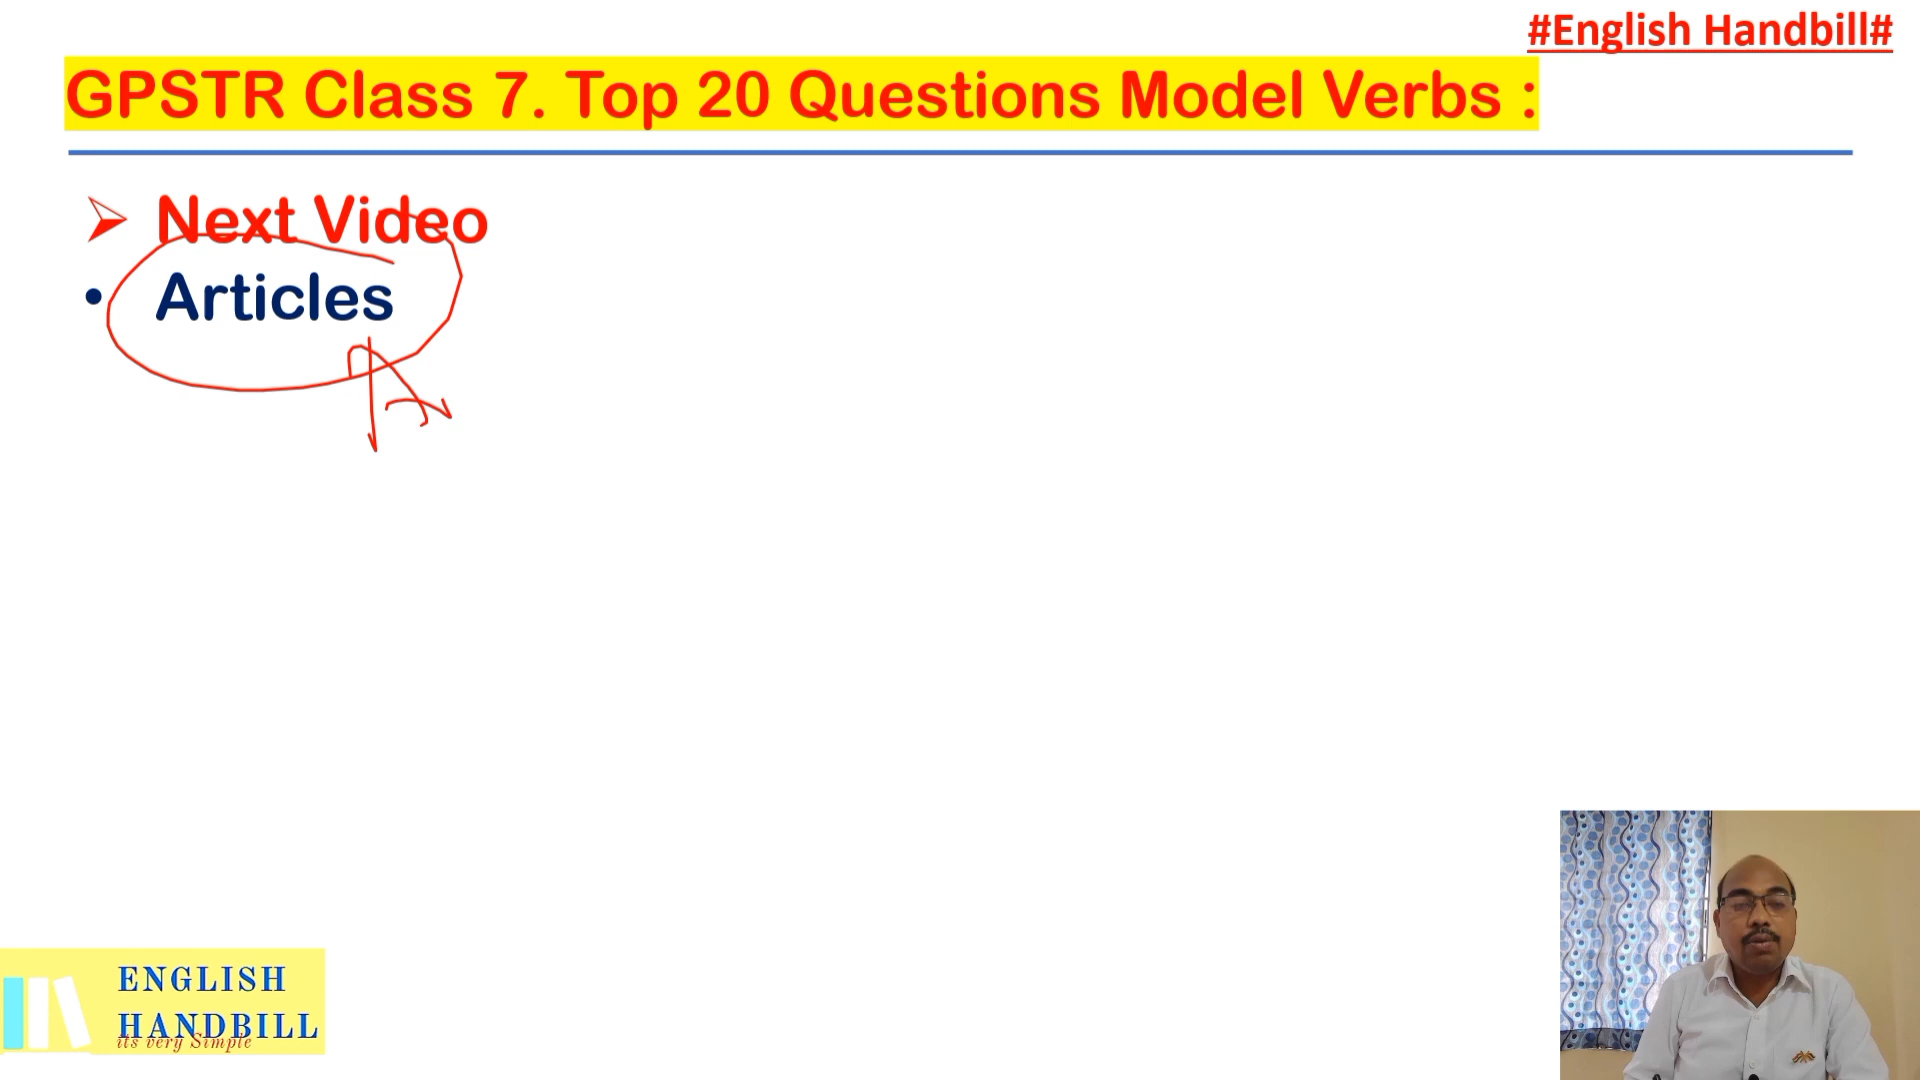 #English Handbill#
GPSTR Class 7. Top 20 Questions Model Verbs :
Next Video
Articles
ENGLISH
HANDBILL
its very Simple